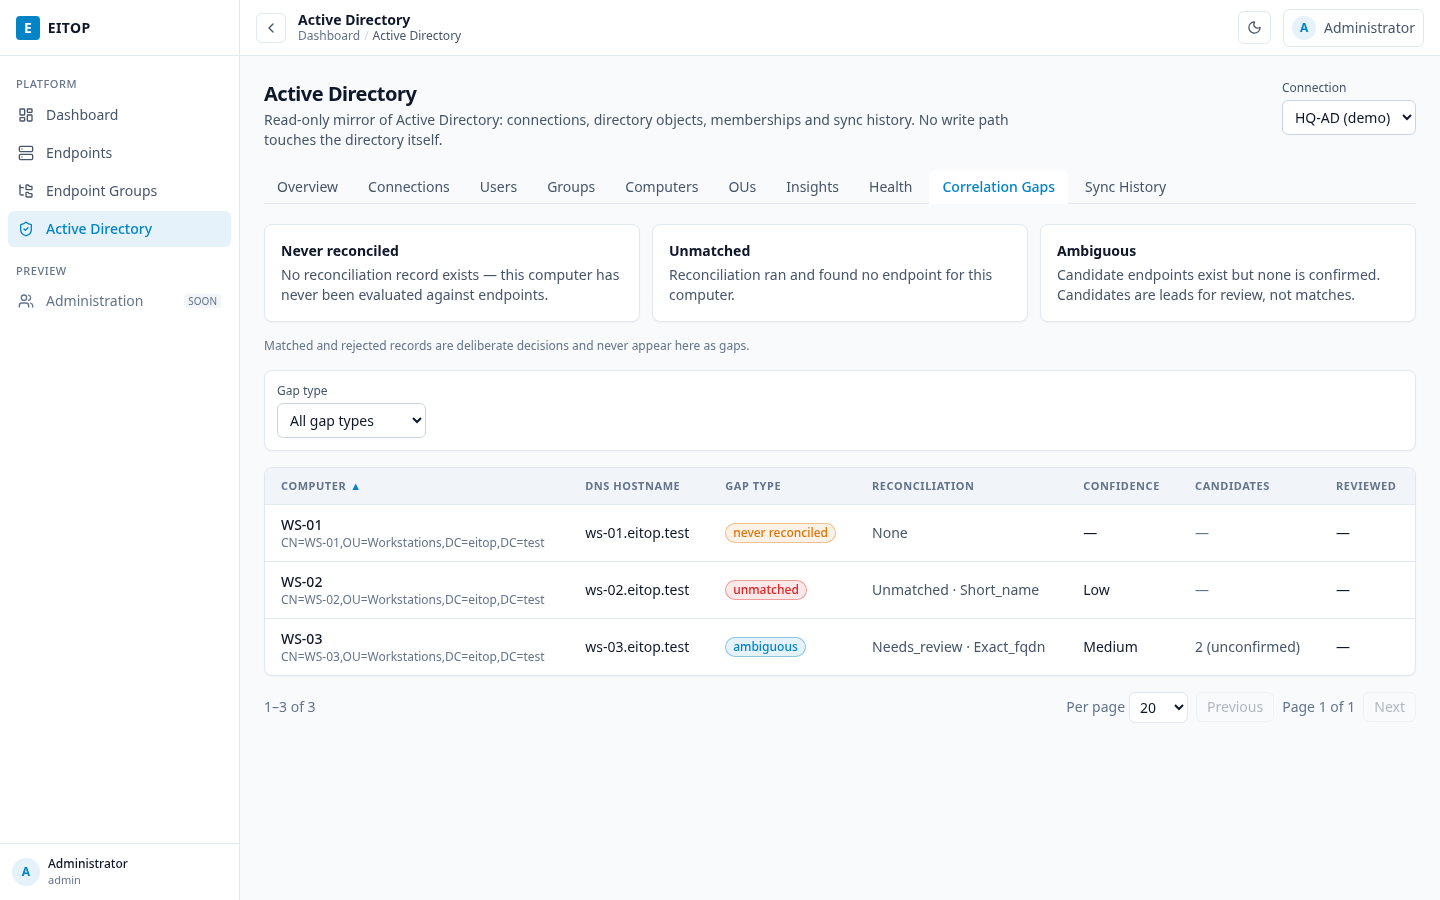 E EITOP
PLATFORM
Dashboard
Endpoints
Endpoint Groups
Active Directory
PREVIEW
Administration SOON
A Administrator
admin
Active Directory
Dashboard / Active Directory
A Administrator
Active Directory
Read-only mirror of Active Directory: connections, directory objects, memberships and sync history. No write path
touches the directory itself.
Connection
HQ-AD (demo)
Overview Connections Users Groups Computers OUs Insights Health Correlation Gaps Sync History
Never reconciled
No reconciliation record exists — this computer has
never been evaluated against endpoints.
Unmatched
Reconciliation ran and found no endpoint for this
computer.
Ambiguous
Candidate endpoints exist but none is confirmed.
Candidates are leads for review, not matches.
Matched and rejected records are deliberate decisions and never appear here as gaps.
Gap type
All gap types
COMPUTER ▲ DNS HOSTNAME GAP TYPE RECONCILIATION CONFIDENCE CANDIDATES REVIEWED
WS-01
CN=WS-01,OU=Workstations,DC=eitop,DC=test
ws-01.eitop.test never reconciled None — — —
WS-02
CN=WS-02,OU=Workstations,DC=eitop,DC=test
ws-02.eitop.test unmatched Unmatched · Short_name Low — —
WS-03
CN=WS-03,OU=Workstations,DC=eitop,DC=test
ws-03.eitop.test ambiguous Needs_review · Exact_fqdn Medium 2 (unconfirmed) —
1–3 of 3
Per page 20 Previous Page 1 of 1 Next